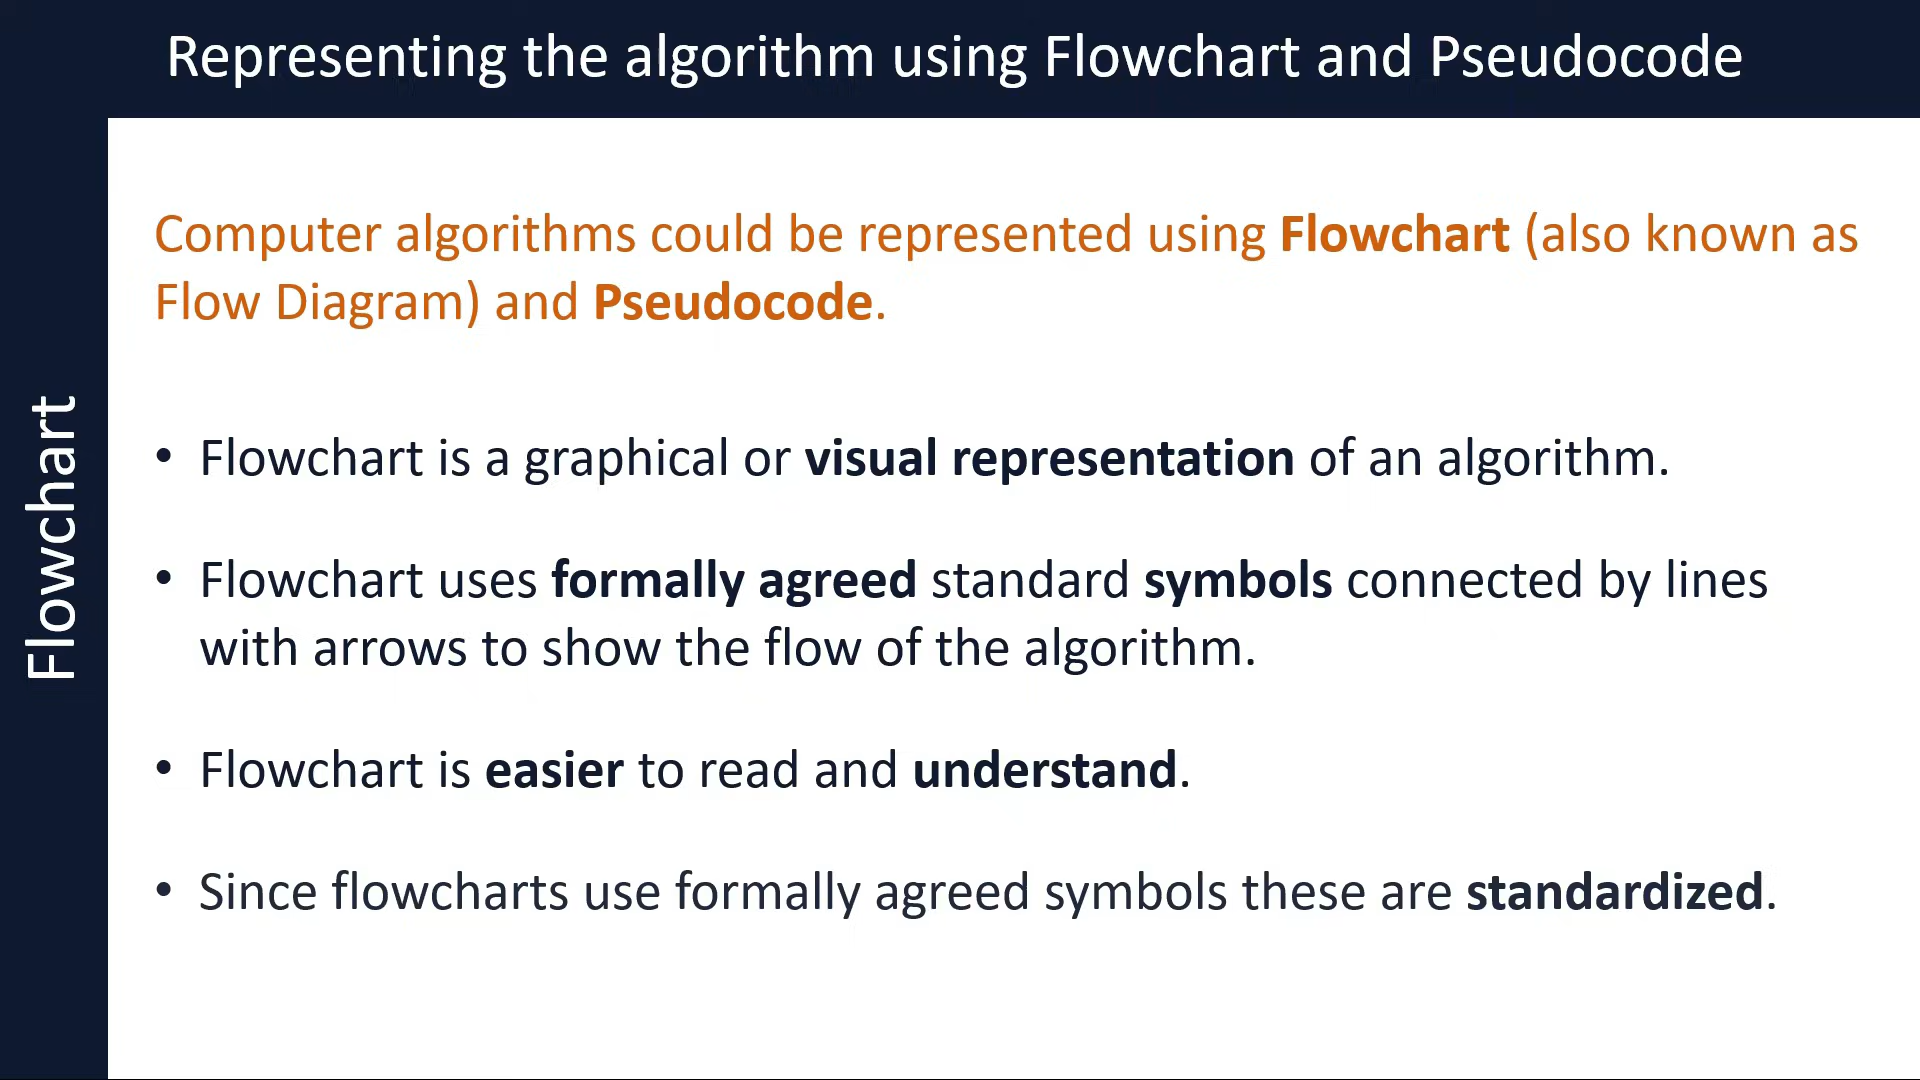 Representing the algorithm using Flowchart and Pseudocode
Flowchart
Computer algorithms could be represented using Flowchart (also known as
Flow Diagram) and Pseudocode.
• Flowchart is a graphical or visual representation of an algorithm.
• Flowchart uses formally agreed standard symbols connected by lines
with arrows to show the flow of the algorithm.
• Flowchart is easier to read and understand.
• Since flowcharts use formally agreed symbols these are standardized.